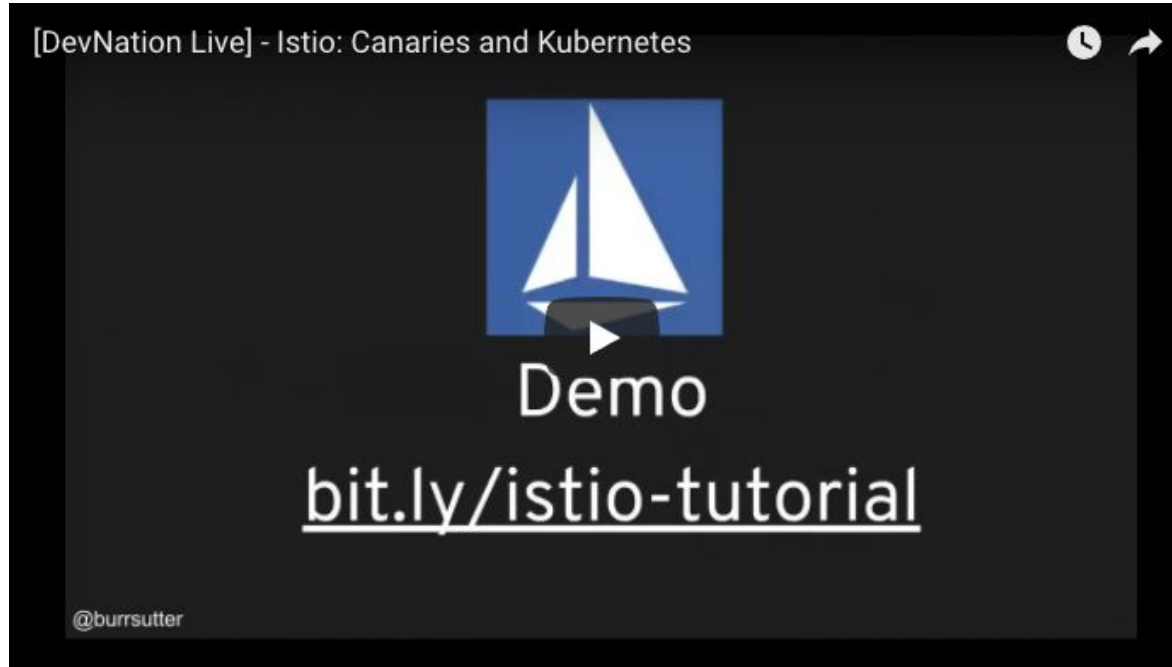 [DevNation Live] - Istio: Canaries and Kubernetes
Demo
bit.ly/istio-tutorial
@burrsutter